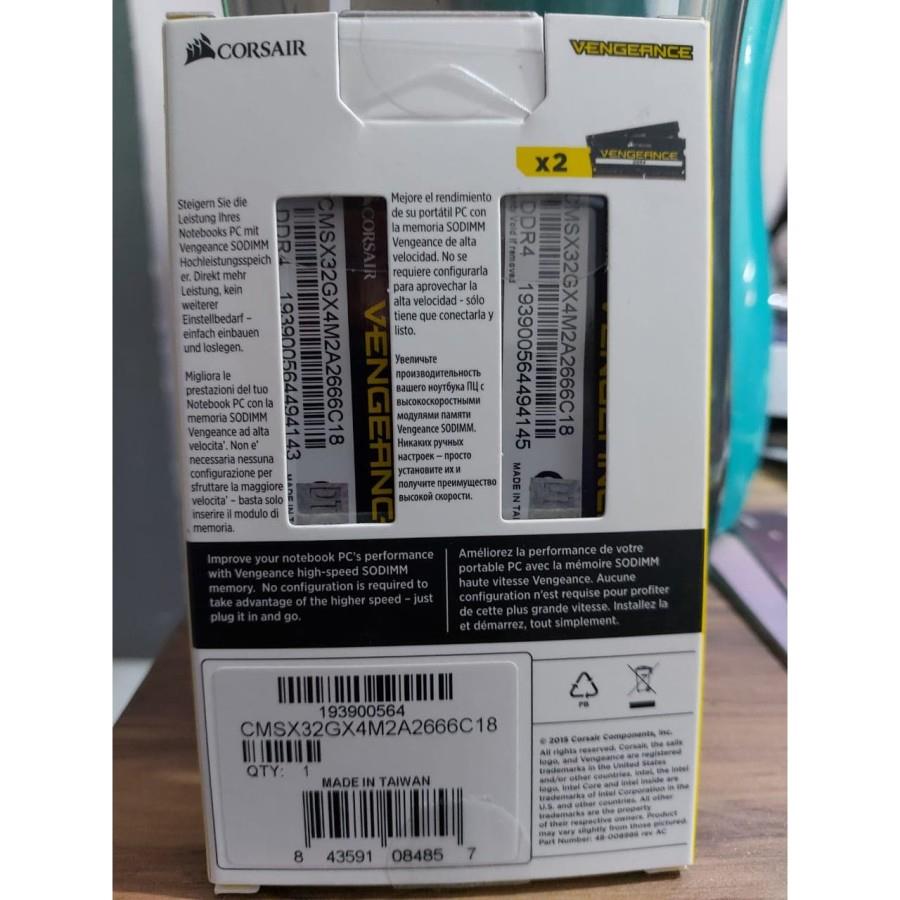 CORSAIR
VENGEANCE
x2
VENGEANCE
Steigern Sie die
Leistung Ihres
Notebooks PC mit
Vengeance SODIMM
Hochleistungsspeich
er. Direkt mehr
Leistung, kein
weiterer
Einstellbedarf –
einfach einbauen
und loslegen.
Migliora le
prestazioni del tuo
Notebook PC con la
memoria SODIMM
Vengeance ad alta
velocita'. Non e'
necessaria nessuna
configurazione per
sfruttare la maggiore
velocita' – basta solo
inserire il modulo di
memoria.
CORSAIR
VENGEANC
CMSX32GX4M2A2666C18
DDR4 193900564494143
MADE IN T
Mejore el rendimiento
de su portátil PC con
la memoria SODIMM
Vengeance de alta
velocidad. No se
requiere configurarla
para aprovechar la
alta velocidad - sólo
tiene que conectarla y
listo.
Увеличьте
производительность
вашего ноутбука ПЦ с
высокоскоростными
модулями памяти
Vengeance SODIMM.
Никаких ручных
настроек – просто
установите их и
получите преимущество
высокой скорости.
CMSX32GX4M2A2666C18
DDR4 193900564494145
Void if removed
MADE IN TAI
Improve your notebook PC's performance
with Vengeance high-speed SODIMM
memory. No configuration is required to
take advantage of the higher speed – just
plug it in and go.
Améliorez la performance de votre
portable PC avec la mémoire SODIMM
haute vitesse Vengeance. Aucune
configuration n'est requise pour profiter
de cette plus grande vitesse. Installez la
et démarrez, tout simplement.
193900564
CMSX32GX4M2A2666C18
QTY: 1
MADE IN TAIWAN
8 43591 08485 7
PB
© 2015 Corsair Components, Inc.
All rights reserved. Corsair, the sails
logo, and Vengeance are registered
trademarks in the United States
and/or other countries. Intel, the Intel
logo, Intel Core and Intel Inside are
trademarks of Intel Corporation in the
U.S. and other countries. All other
trademarks are the property
of their respective owners. Product
may vary slightly from those pictured.
Part Number: 48-008986 rev AC